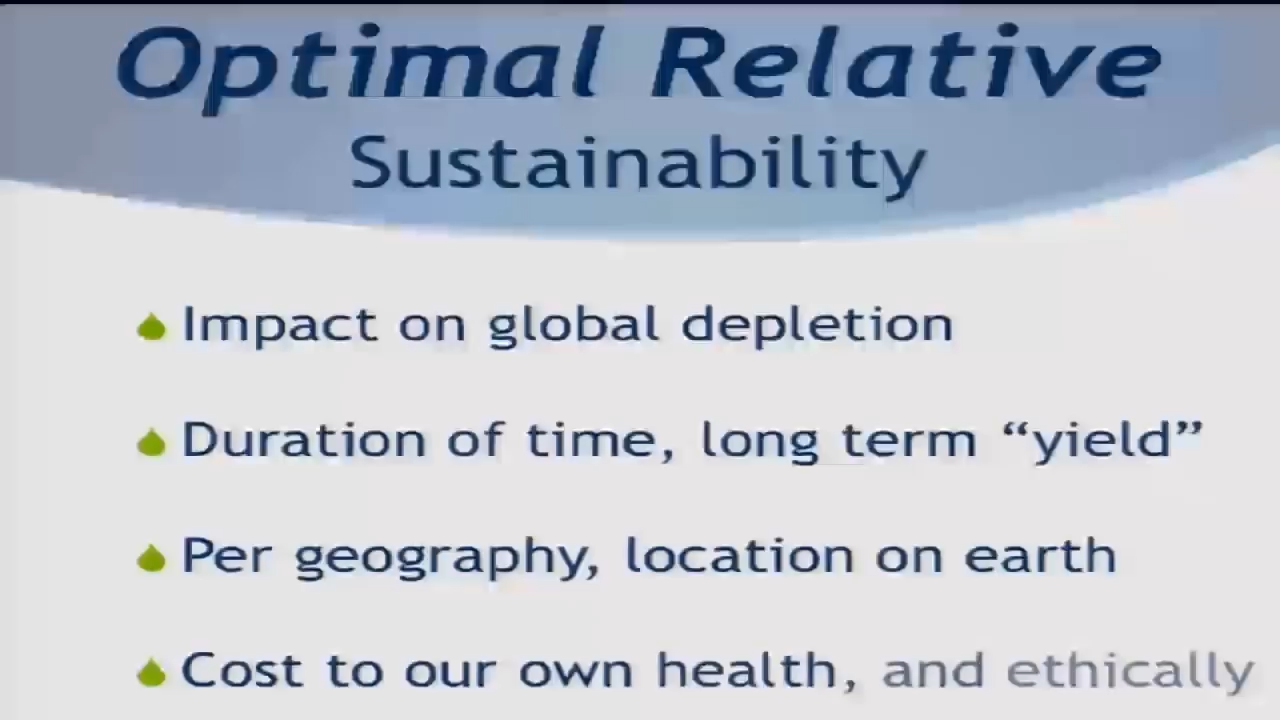 Optimal Relative
Sustainability
Impact on global depletion
Duration of time, long term “yield”
Per geography, location on earth
Cost to our own health, and ethically